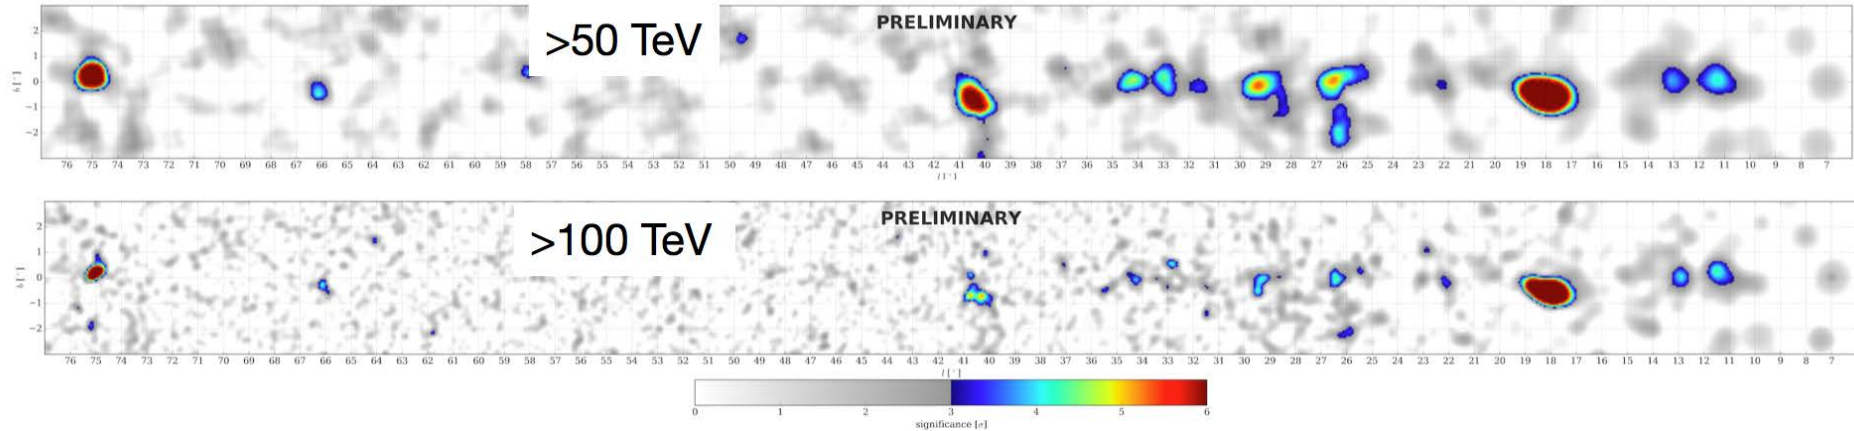 PRELIMINARY
>50 TeV
2
1
0
−1
−2
b [°]
76 75 74 73 72 71 70 69 68 67 66 65 64 63 62 61 60 59 58 57 56 55 54 53 52 51 50 49 48 47 46 45 44 43 42 41 40 39 38 37 36 35 34 33 32 31 30 29 28 27 26 25 24 23 22 21 20 19 18 17 16 15 14 13 12 11 10 9 8 7
l [°]
PRELIMINARY
>100 TeV
2
1
0
−1
−2
b [°]
76 75 74 73 72 71 70 69 68 67 66 65 64 63 62 61 60 59 58 57 56 55 54 53 52 51 50 49 48 47 46 45 44 43 42 41 40 39 38 37 36 35 34 33 32 31 30 29 28 27 26 25 24 23 22 21 20 19 18 17 16 15 14 13 12 11 10 9 8 7
l [°]
0 1 2 3 4 5 6
significance [σ]